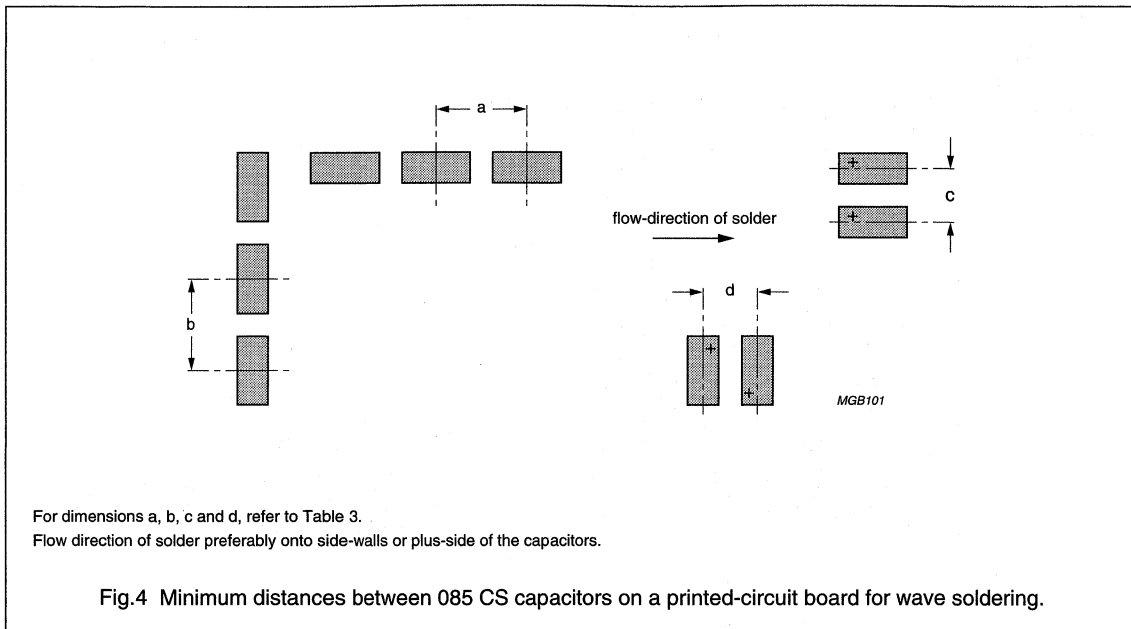 a
+
c
flow-direction of solder
+
d
b
+
+
MGB101
For dimensions a, b, c and d, refer to Table 3.
Flow direction of solder preferably onto side-walls or plus-side of the capacitors.
Fig.4 Minimum distances between 085 CS capacitors on a printed-circuit board for wave soldering.